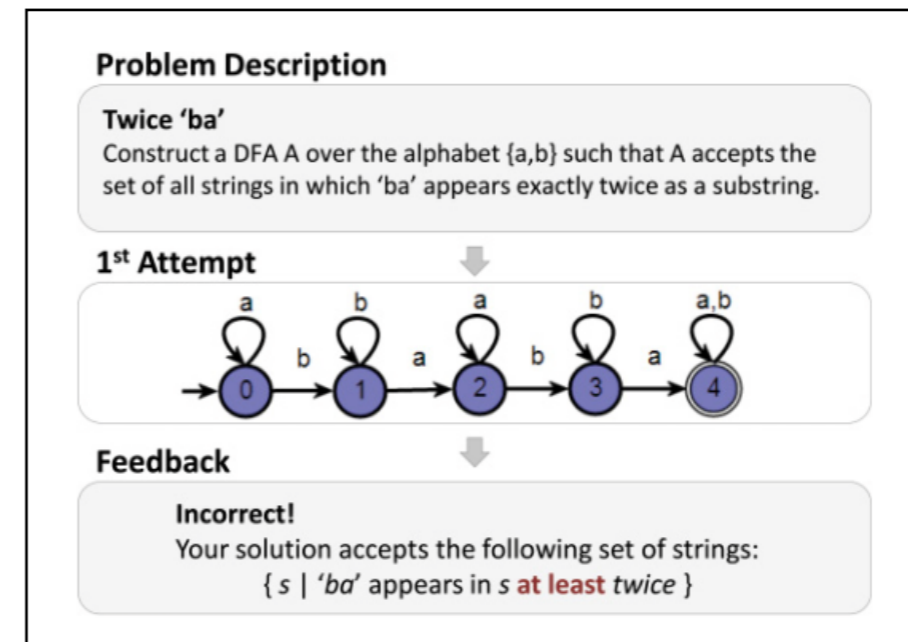 Problem Description
Twice ‘ba’
Construct a DFA A over the alphabet {a,b} such that A accepts the
set of all strings in which ‘ba’ appears exactly twice as a substring.
1st Attempt
a b a b a,b
b a b a
0 1 2 3 4
Feedback
Incorrect!
Your solution accepts the following set of strings:
{ s | ‘ba’ appears in s at least twice }